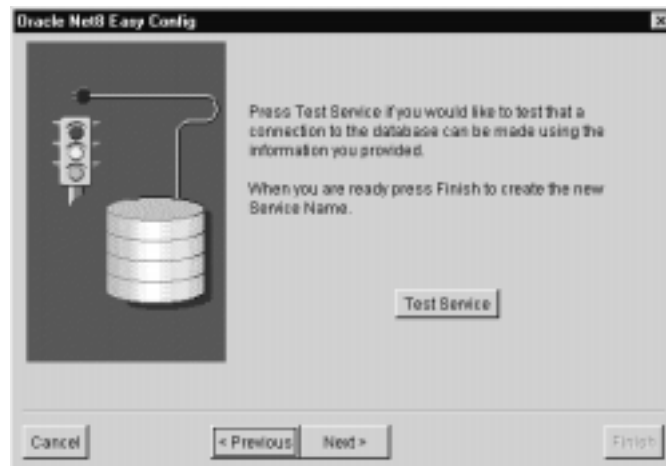 Oracle Net8 Easy Config
Press Test Service if you would like to test that a
connection to the database can be made using the
information you provided.
When you are ready press Finish to create the new
Service Name.
Test Service
Cancel
< Previous
Next >
Finish